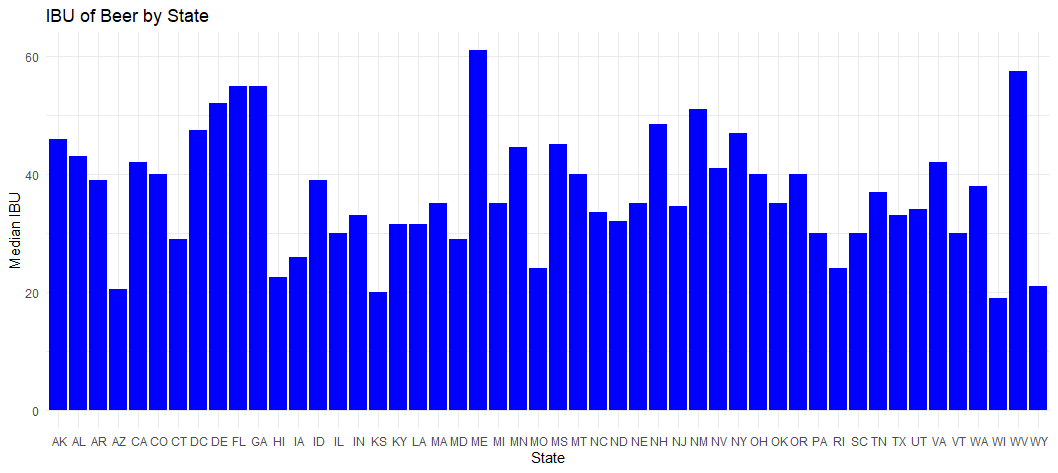 IBU of Beer by State
60
40
20
0
Median IBU
AK AL AR AZ CA CO CT DC DE FL GA HI IA ID IL IN KS KY LA MA MD ME MI MN MO MS MT NC ND NE NH NJ NM NV NY OH OK OR PA RI SC TN TX UT VA VT WA WI WV WY
State